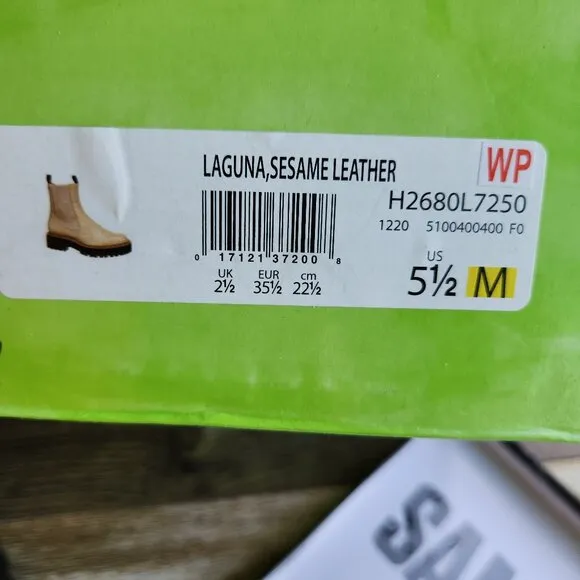 LAGUNA,SESAME LEATHER
WP
H2680L7250
1220 5100400400 F0
0 17121 37200 8
UK EUR cm
2½ 35½ 22½
US
5½ M
SA